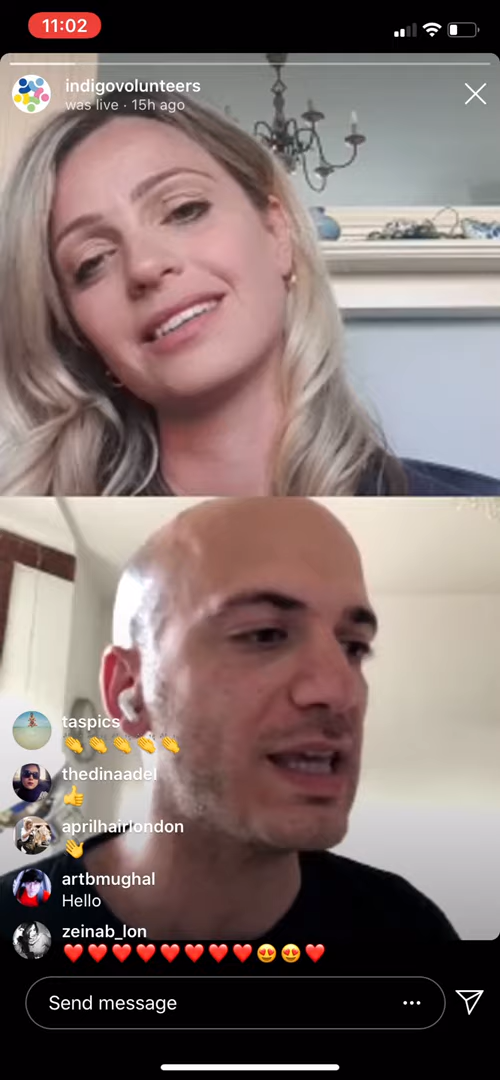 11:02
indigovolunteers
was live · 15h ago
taspics
👏👏👏👏👏
thedinaadel
👍
aprilhairlondon
👋
artbmughal
Hello
zeinab_lon
❤️❤️❤️❤️❤️❤️❤️❤️😍😍❤️
Send message